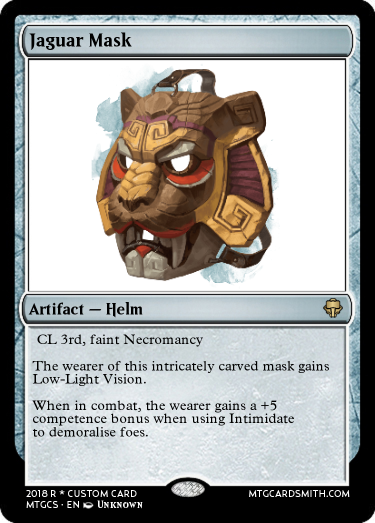 Jaguar Mask
Artifact — Helm
CL 3rd, faint Necromancy
The wearer of this intricately carved mask gains
Low-Light Vision.
When in combat, the wearer gains a +5
competence bonus when using Intimidate
to demoralise foes.
2018 R * CUSTOM CARD
MTGCS • EN Unknown
MTGCARDSMITH.COM